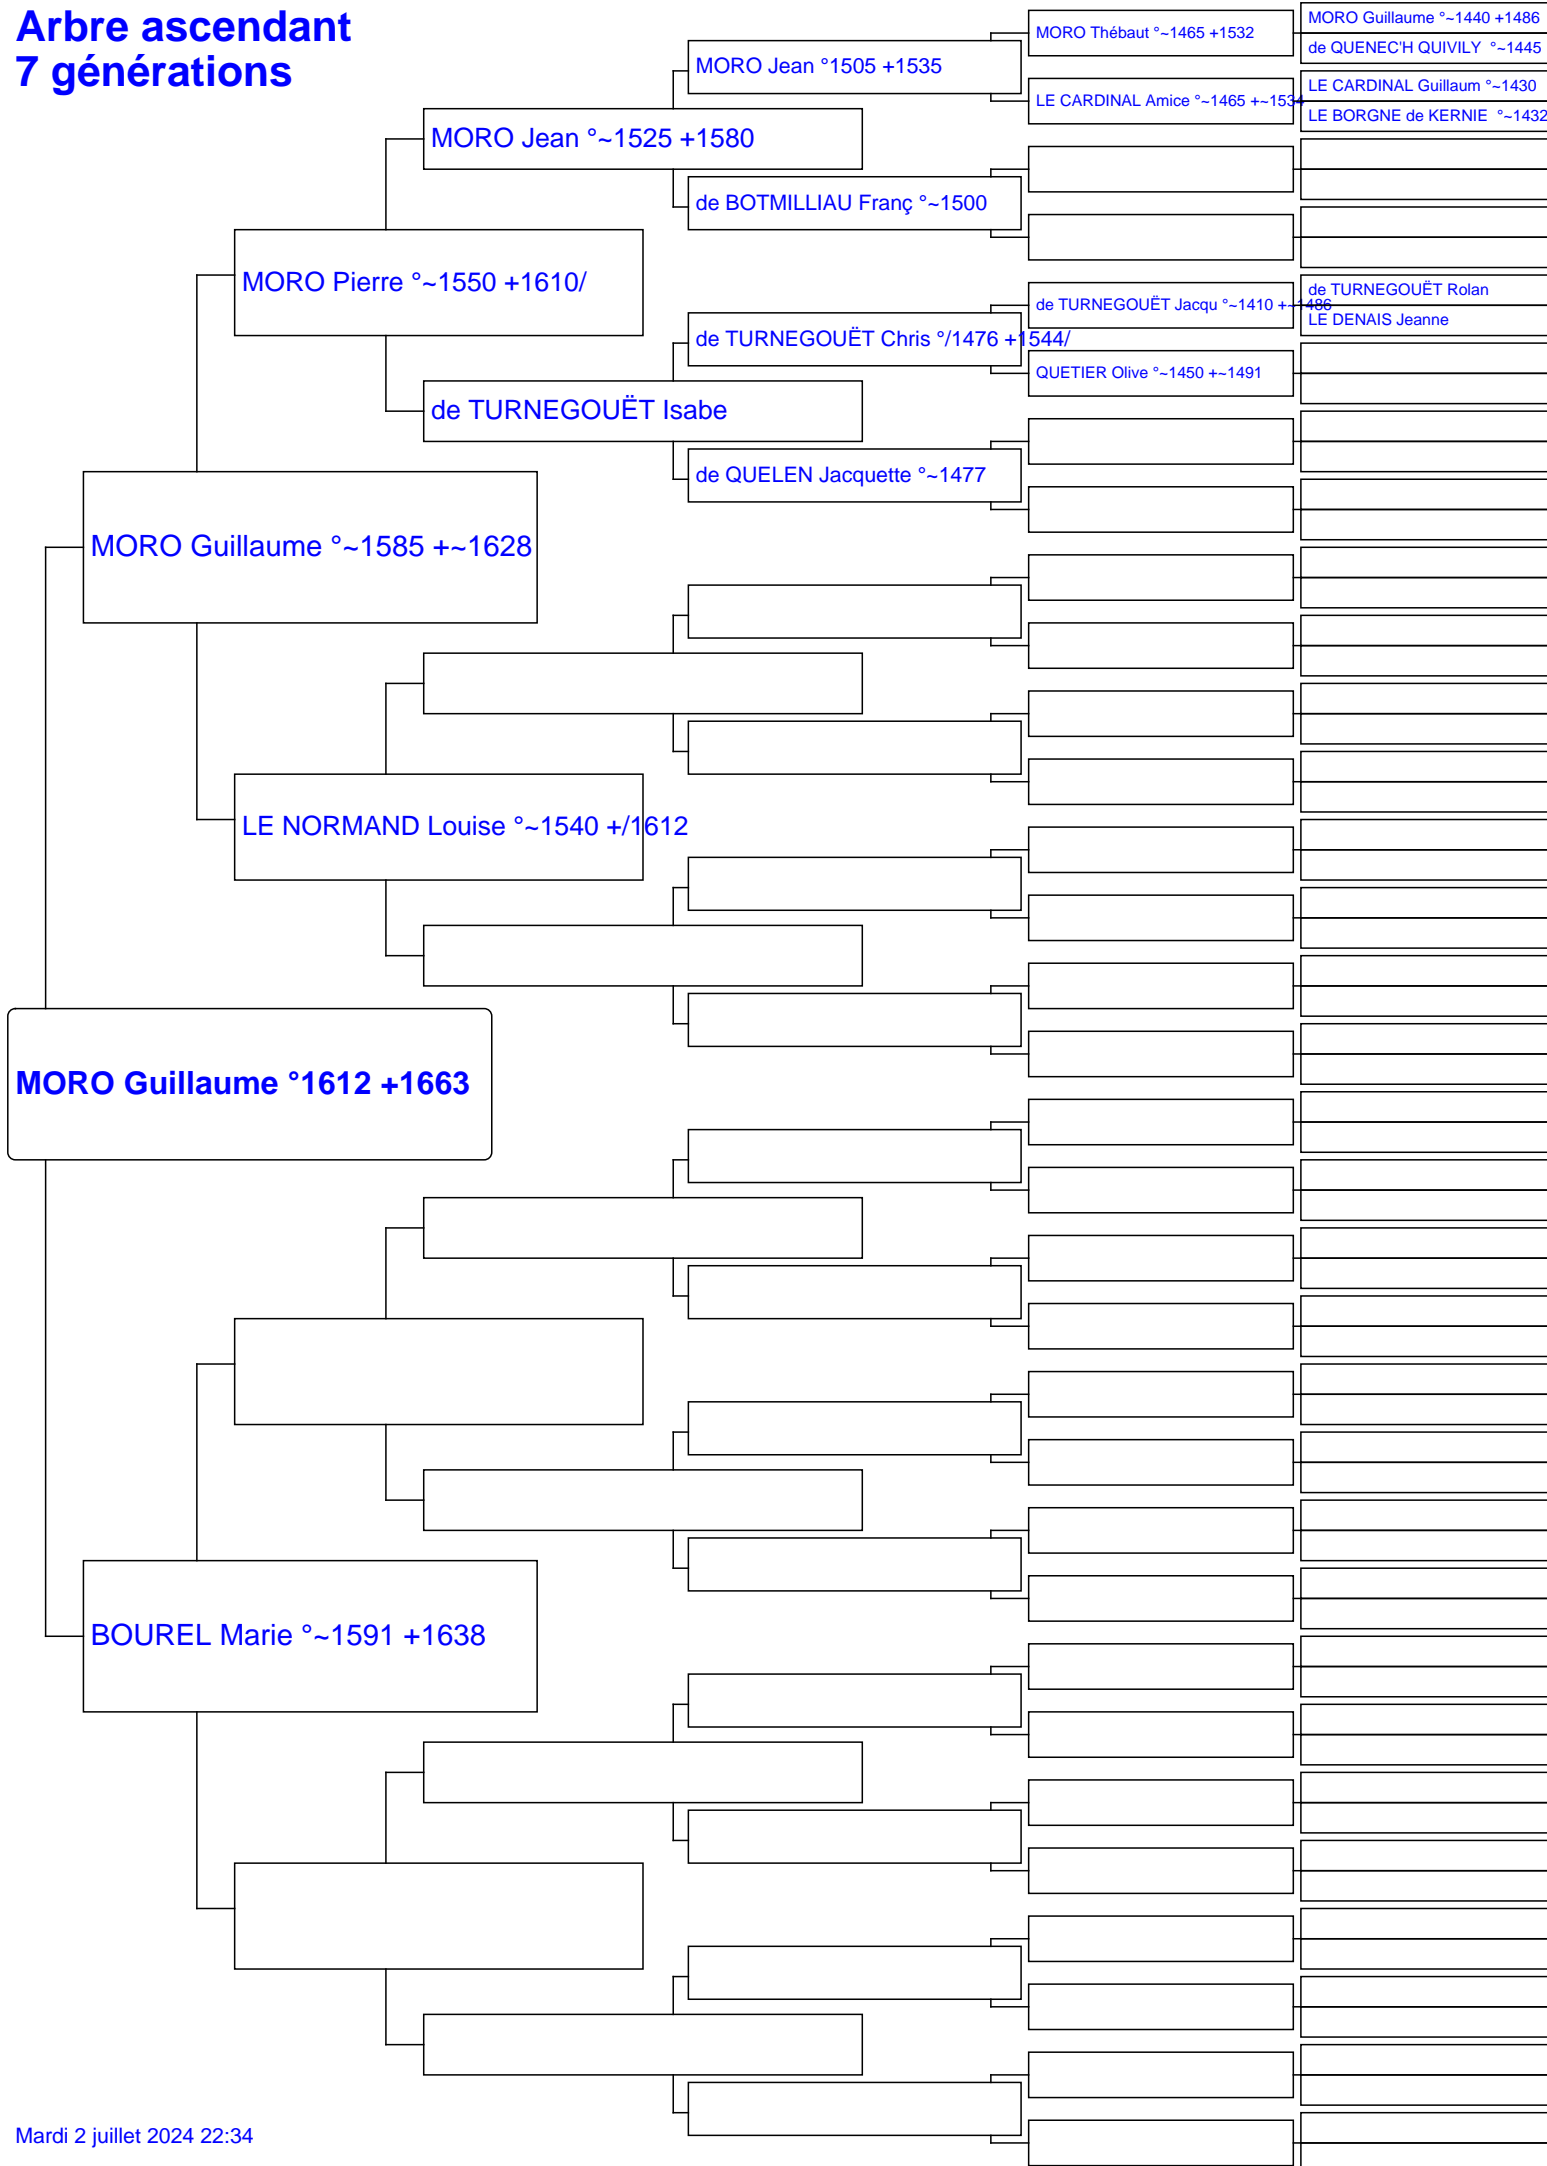 Arbre ascendant
7 générations
MORO Guillaume °1612 +1663
MORO Guillaume °~1585 +~1628
BOUREL Marie °~1591 +1638
MORO Pierre °~1550 +1610/
LE NORMAND Louise °~1540 +/1612
MORO Jean °~1525 +1580
de TURNEGOUËT Isabe
MORO Jean °1505 +1535
de BOTMILLIAU Franç °~1500
de TURNEGOUËT Chris °/1476 +1544/
de QUELEN Jacquette °~1477
MORO Thébaut °~1465 +1532
LE CARDINAL Amice °~1465 +~1534
de TURNEGOUËT Jacqu °~1410 +~1486
QUETIER Olive °~1450 +~1491
MORO Guillaume °~1440 +1486
de QUENEC'H QUIVILY °~1445
LE CARDINAL Guillaum °~1430
LE BORGNE de KERNIE °~1432
de TURNEGOUËT Rolan
LE DENAIS Jeanne
Mardi 2 juillet 2024 22:34